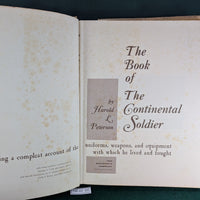 The
Book
of
The
Continental
Soldier
by
Harold
L.
Peterson
being a compleat account of the
uniforms, weapons, and equipment
with which he lived and fought